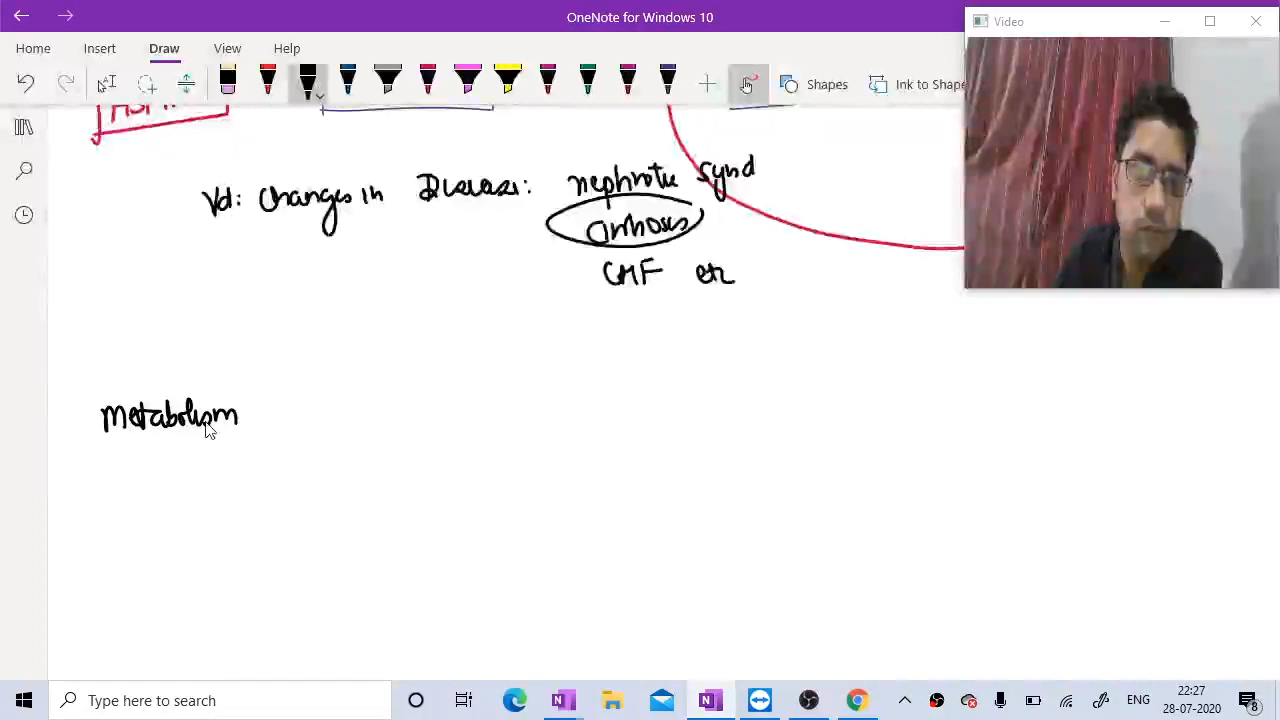 OneNote for Windows 10
Video
Home Insert Draw View Help
Shapes Ink to Shape
Vd: Changes in Disease: nephrotic synd
cirrhosis
CHF etc
Metabolism
Type here to search
ENG
22:27
28-07-2020
8